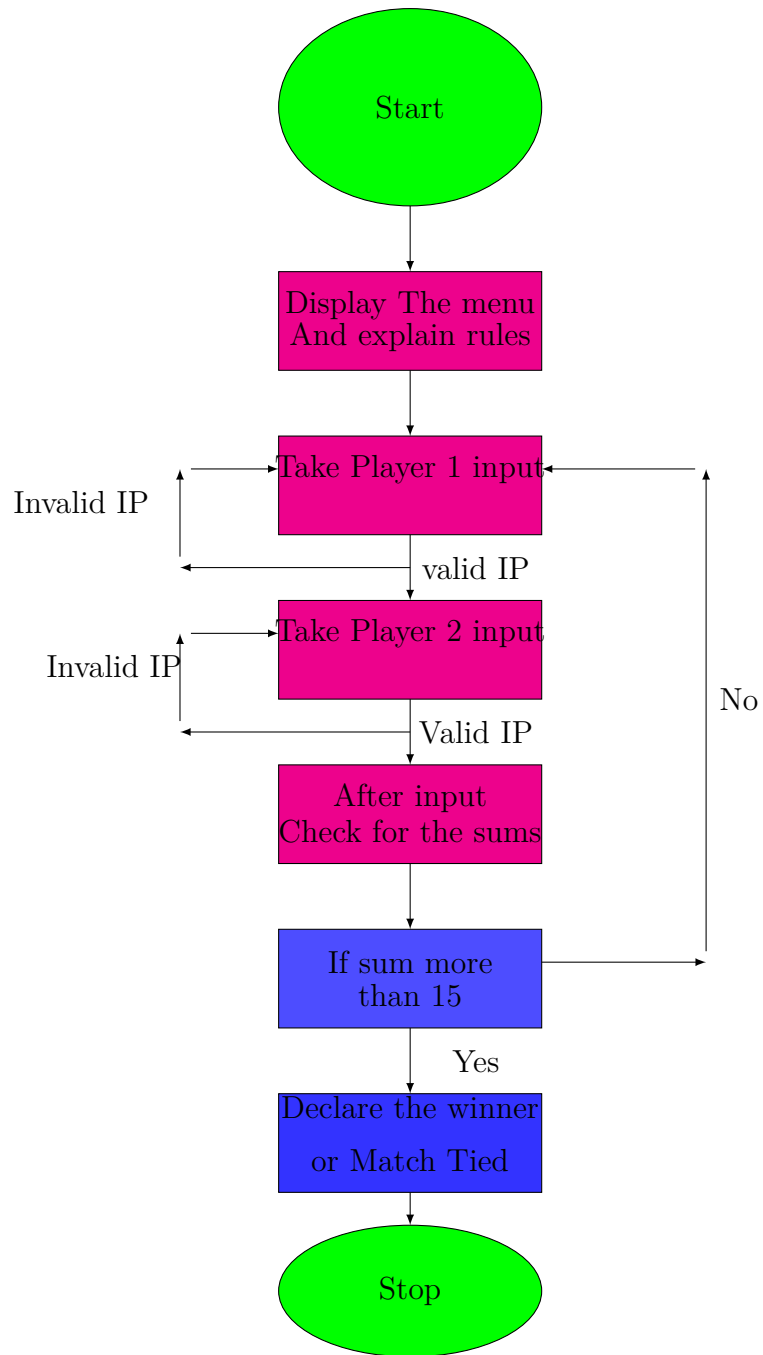 Start
Display The menu
And explain rules
Take Player 1 input
Invalid IP
valid IP
Take Player 2 input
Invalid IP
No
Valid IP
After input
Check for the sums
If sum more
than 15
Yes
Declare the winner
or Match Tied
Stop